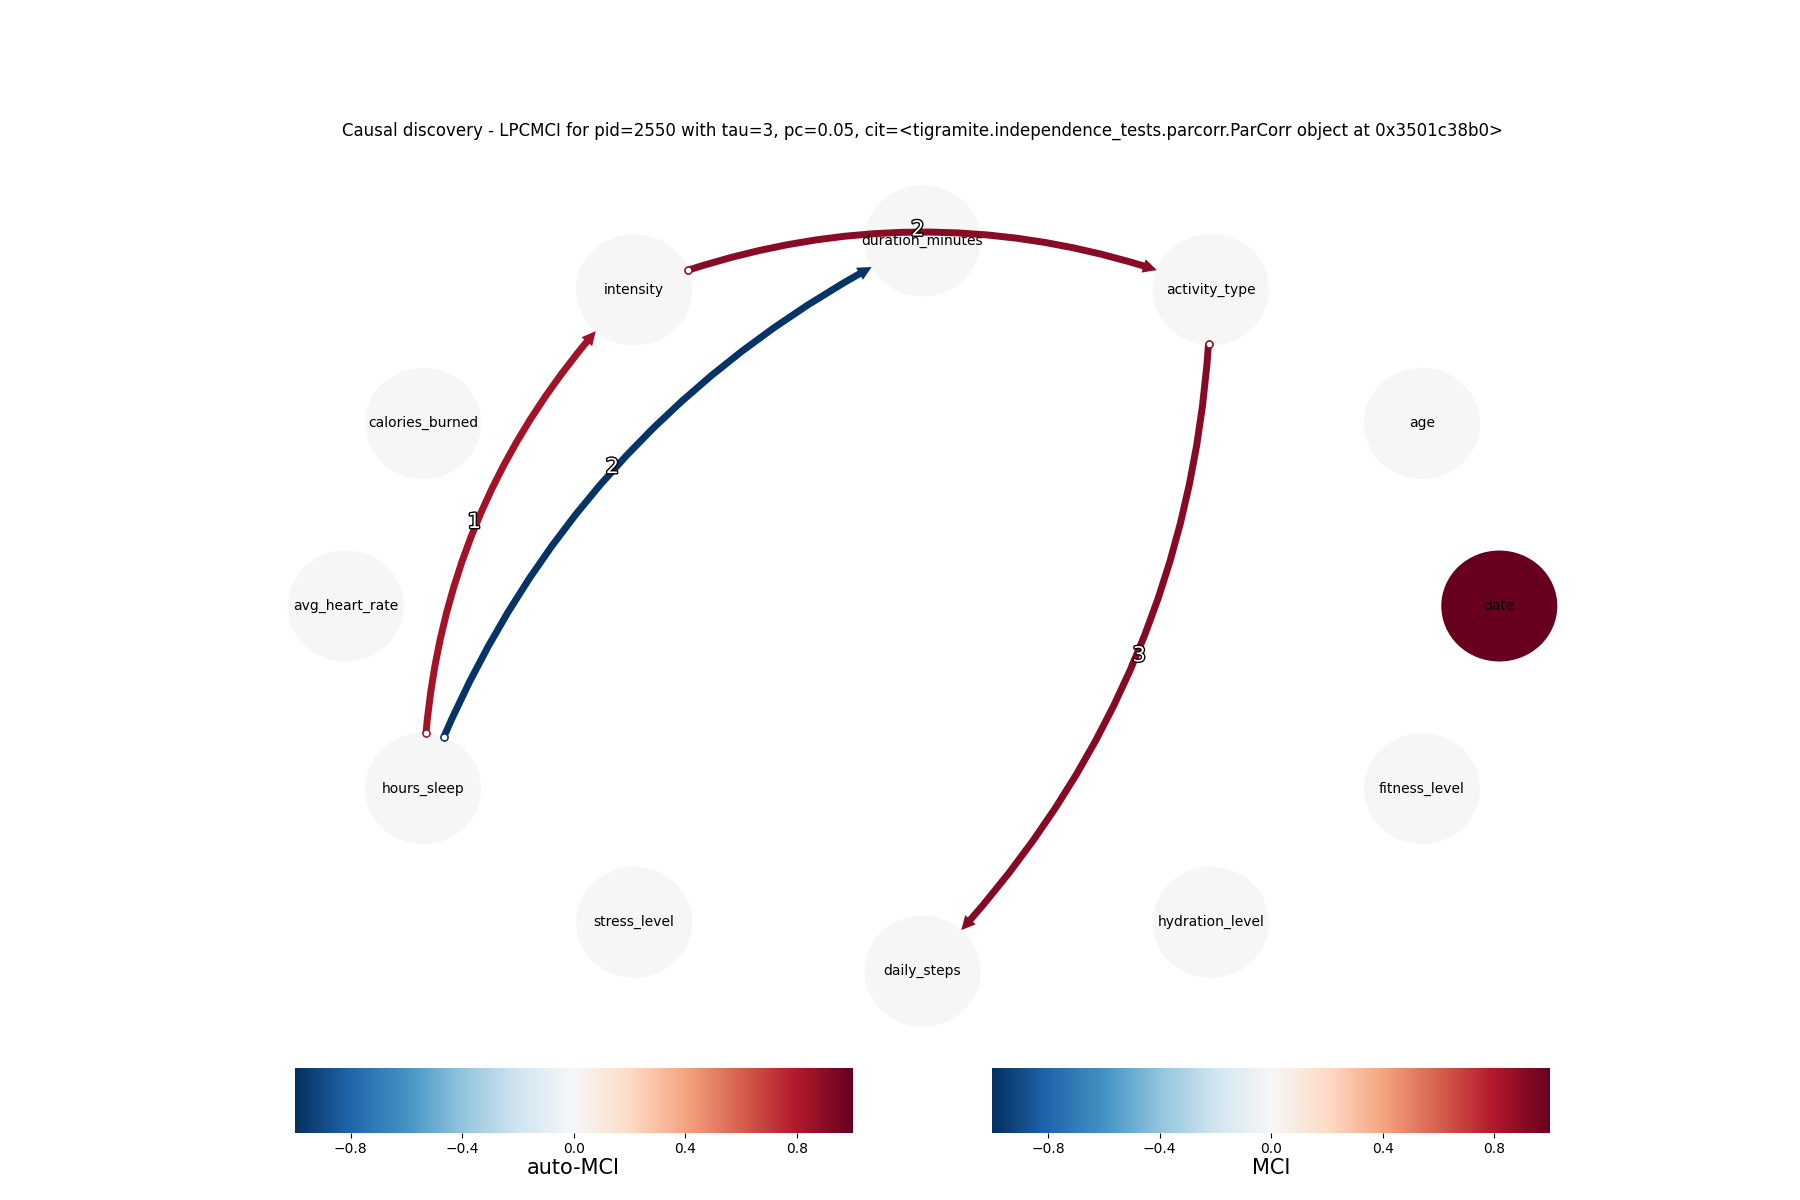 Causal discovery - LPCMCI for pid=2550 with tau=3, pc=0.05, cit=<tigramite.independence_tests.parcorr.ParCorr object at 0x3501c38b0>
2
duration_minutes
intensity
activity_type
calories_burned
age
2
1
avg_heart_rate
date
3
hours_sleep
fitness_level
stress_level
hydration_level
daily_steps
−0.8 −0.4 0.0 0.4 0.8
auto-MCI
−0.8 −0.4 0.0 0.4 0.8
MCI